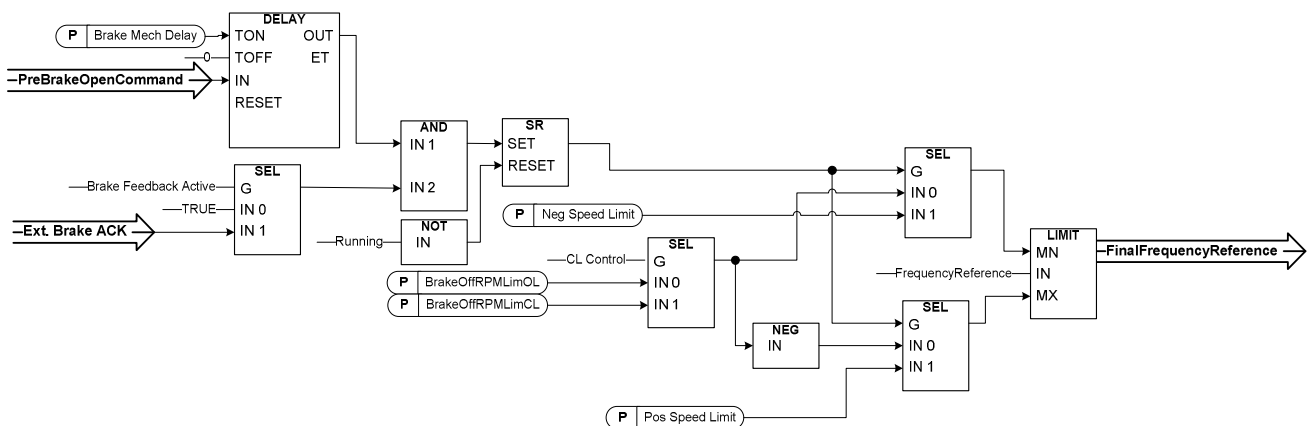 DELAY
P Brake Mech Delay
TON OUT
0 TOFF ET
PreBrakeOpenCommand
IN
RESET
AND
IN 1
IN 2
SR
SET
RESET
SEL
Brake Feedback Active
G
TRUE
IN 0
Ext. Brake ACK
IN 1
NOT
Running
IN
P Neg Speed Limit
SEL
G
IN 0
IN 1
SEL
CL Control
G
P BrakeOffRPMLimOL
IN 0
P BrakeOffRPMLimCL
IN 1
NEG
IN
LIMIT
MN
FrequencyReference
IN
MX
FinalFrequencyReference
SEL
G
IN 0
IN 1
P Pos Speed Limit